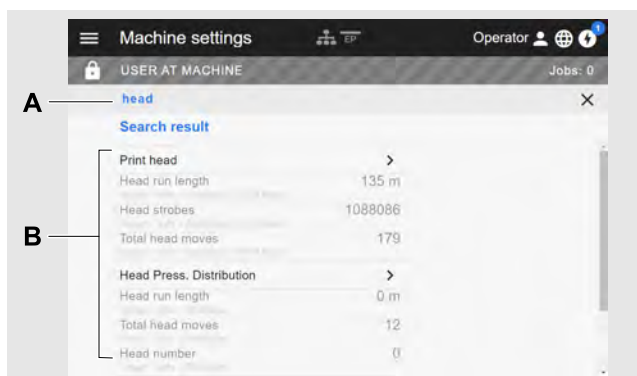 Machine settings EP Operator 1
USER AT MACHINE Jobs: 0
A head
Search result
Print head
Head run length 135 m
Head strobes 1088086
Total head moves 179
B
Head Press. Distribution
Head run length 0 m
Total head moves 12
Head number 0